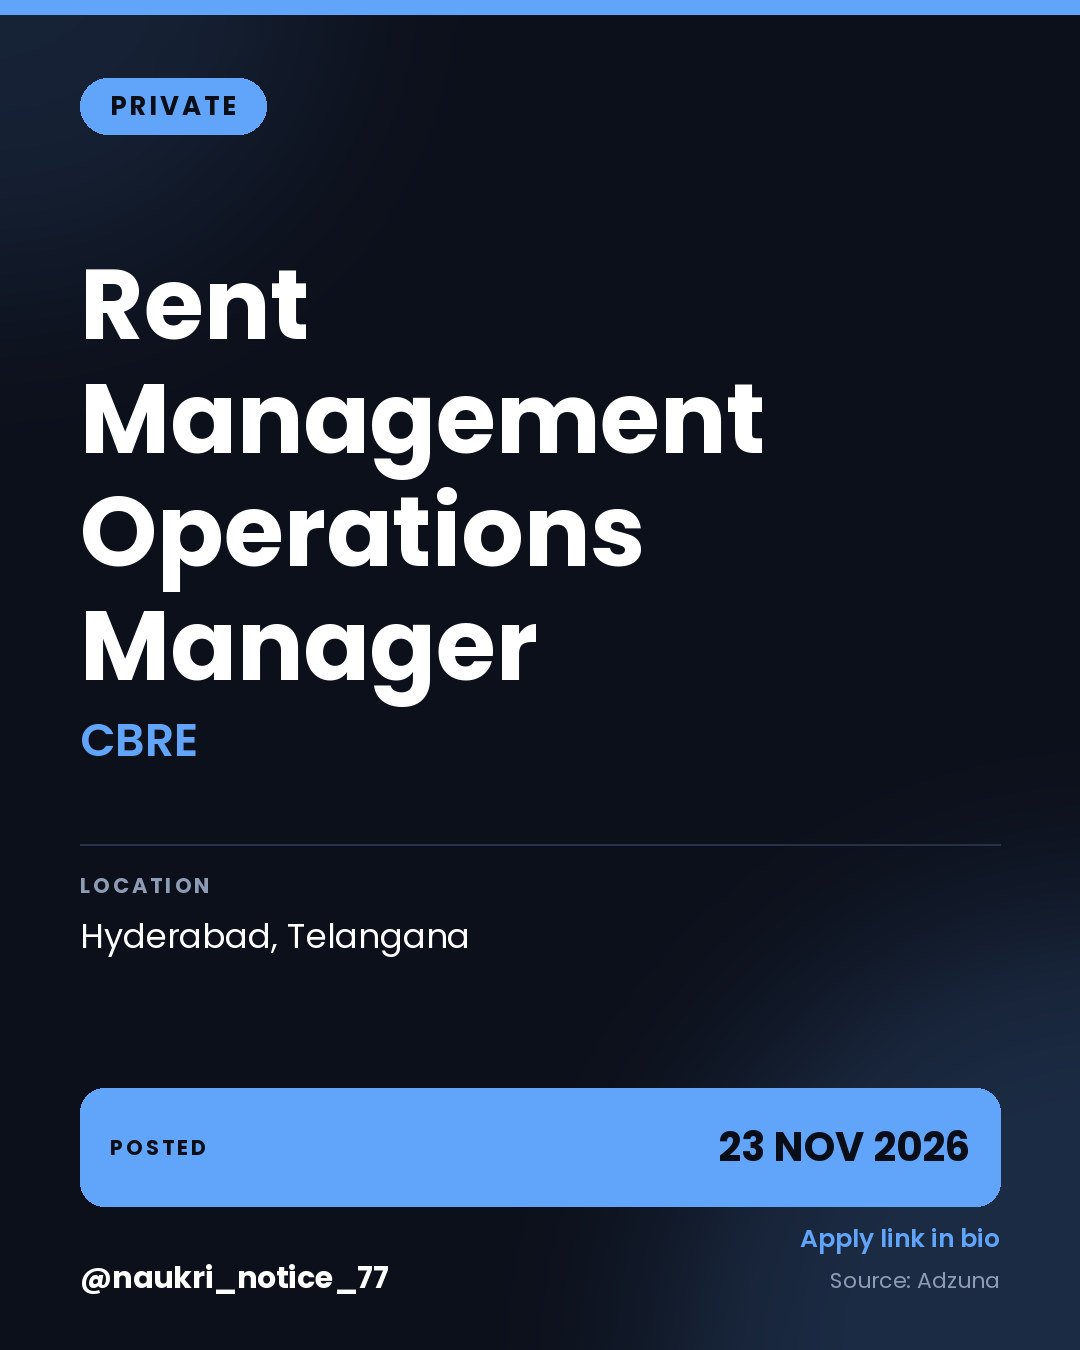 PRIVATE
Rent
Management
Operations
Manager
CBRE
LOCATION
Hyderabad, Telangana
POSTED
23 NOV 2026
Apply link in bio
@naukri_notice_77
Source: Adzuna